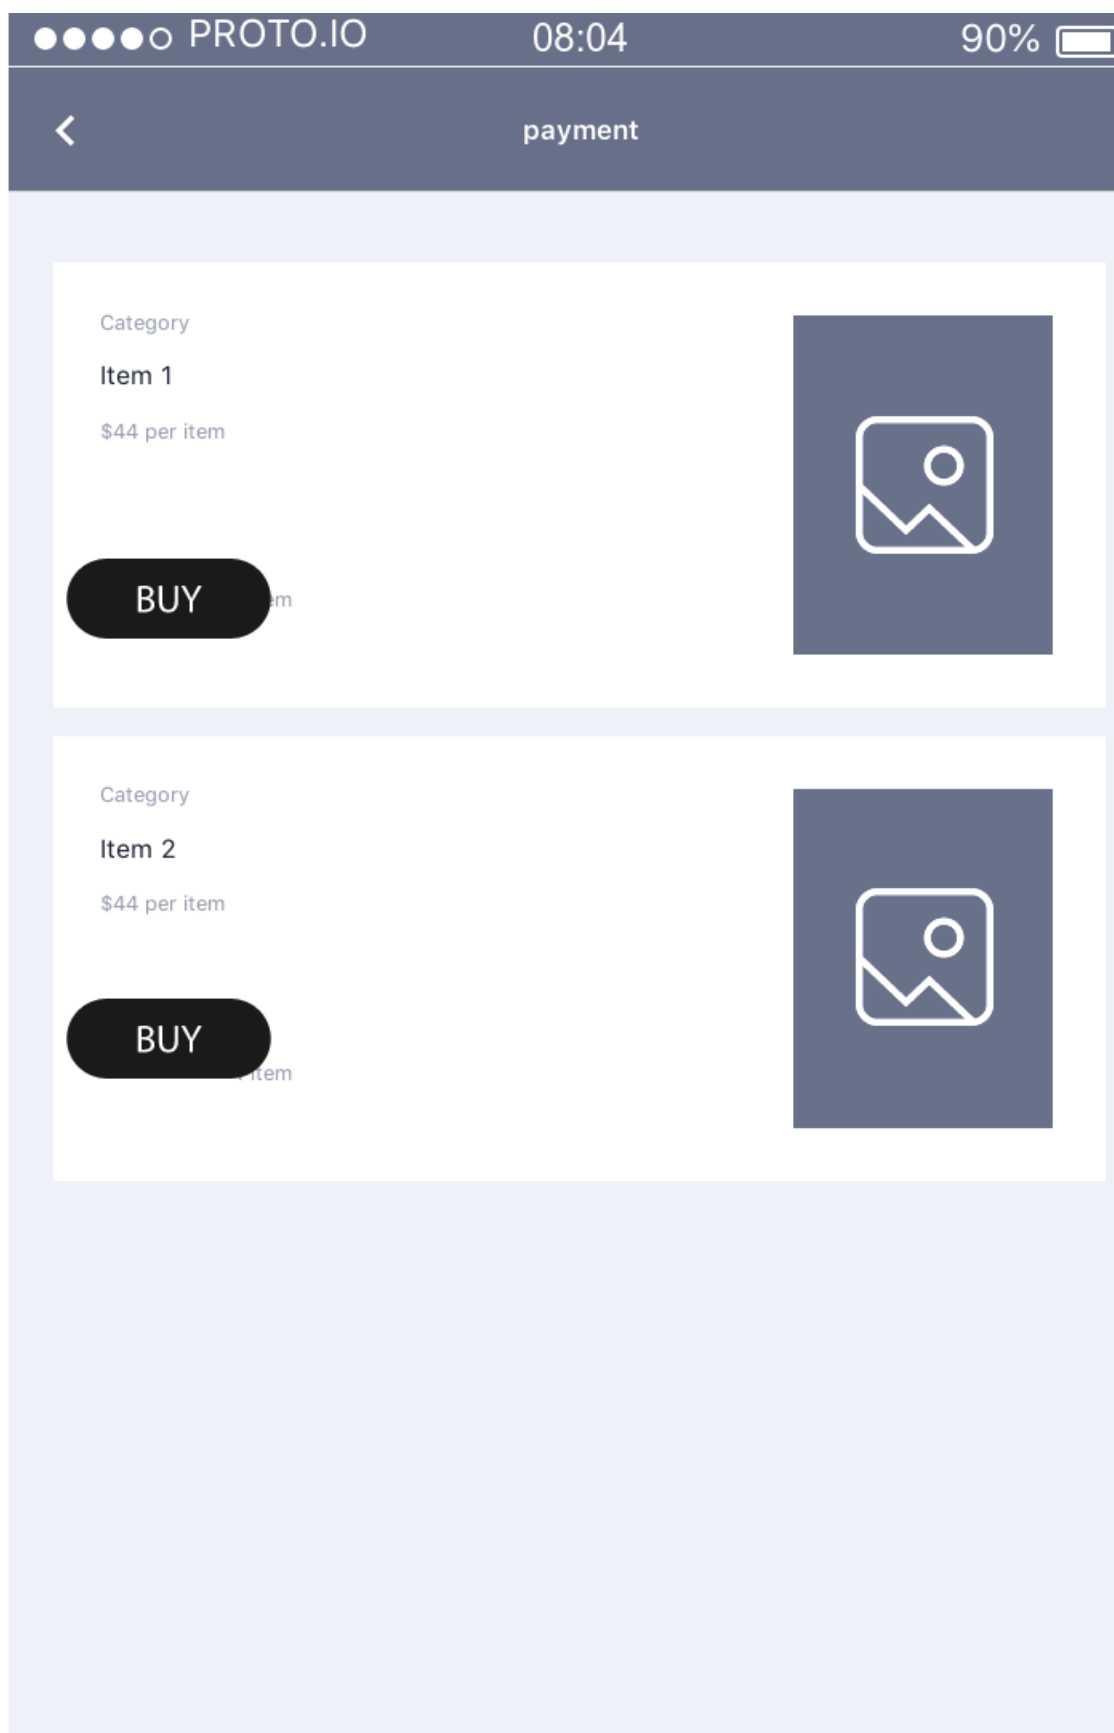 PROTO.IO 08:04 90%
payment
Category
Item 1
$44 per item
BUY
Category
Item 2
$44 per item
BUY